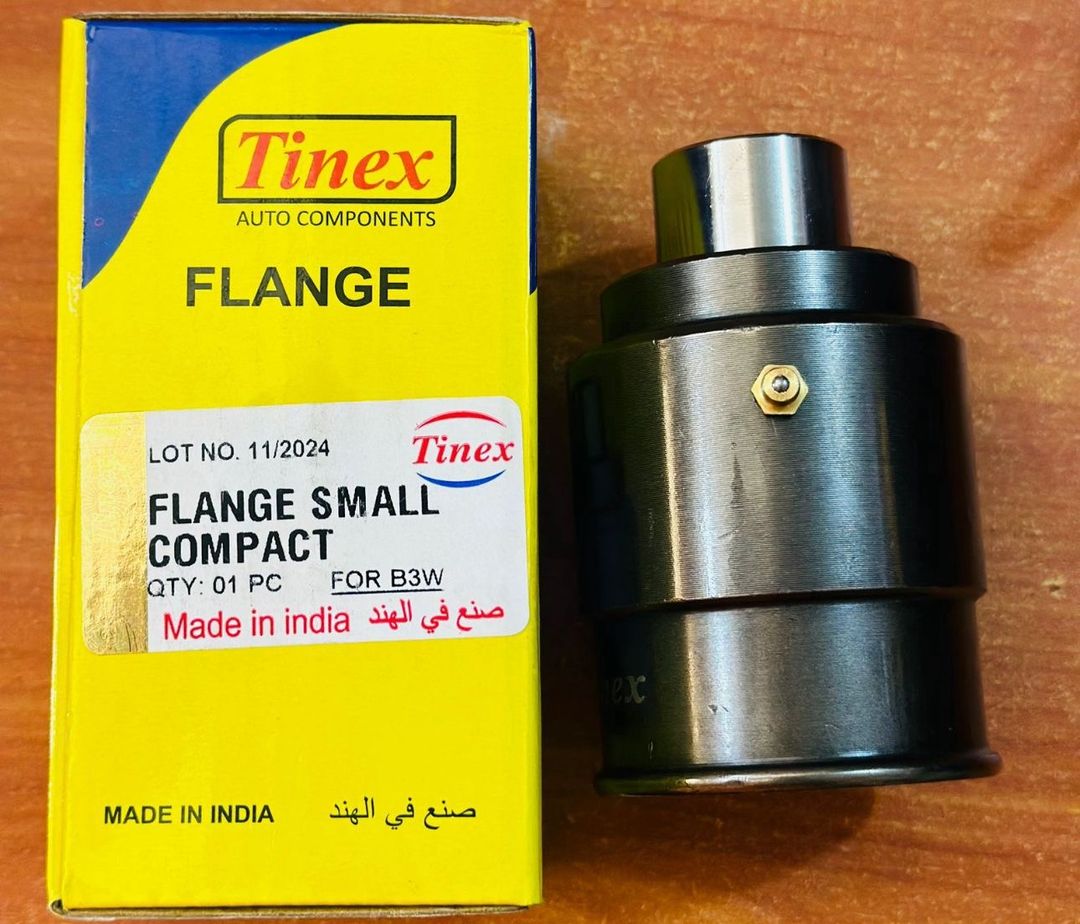 Tinex
AUTO COMPONENTS
FLANGE
LOT NO. 11/2024
Tinex
FLANGE SMALL
COMPACT
QTY: 01 PC FOR B3W
Made in india صنع في الهند
MADE IN INDIA صنع في الهند